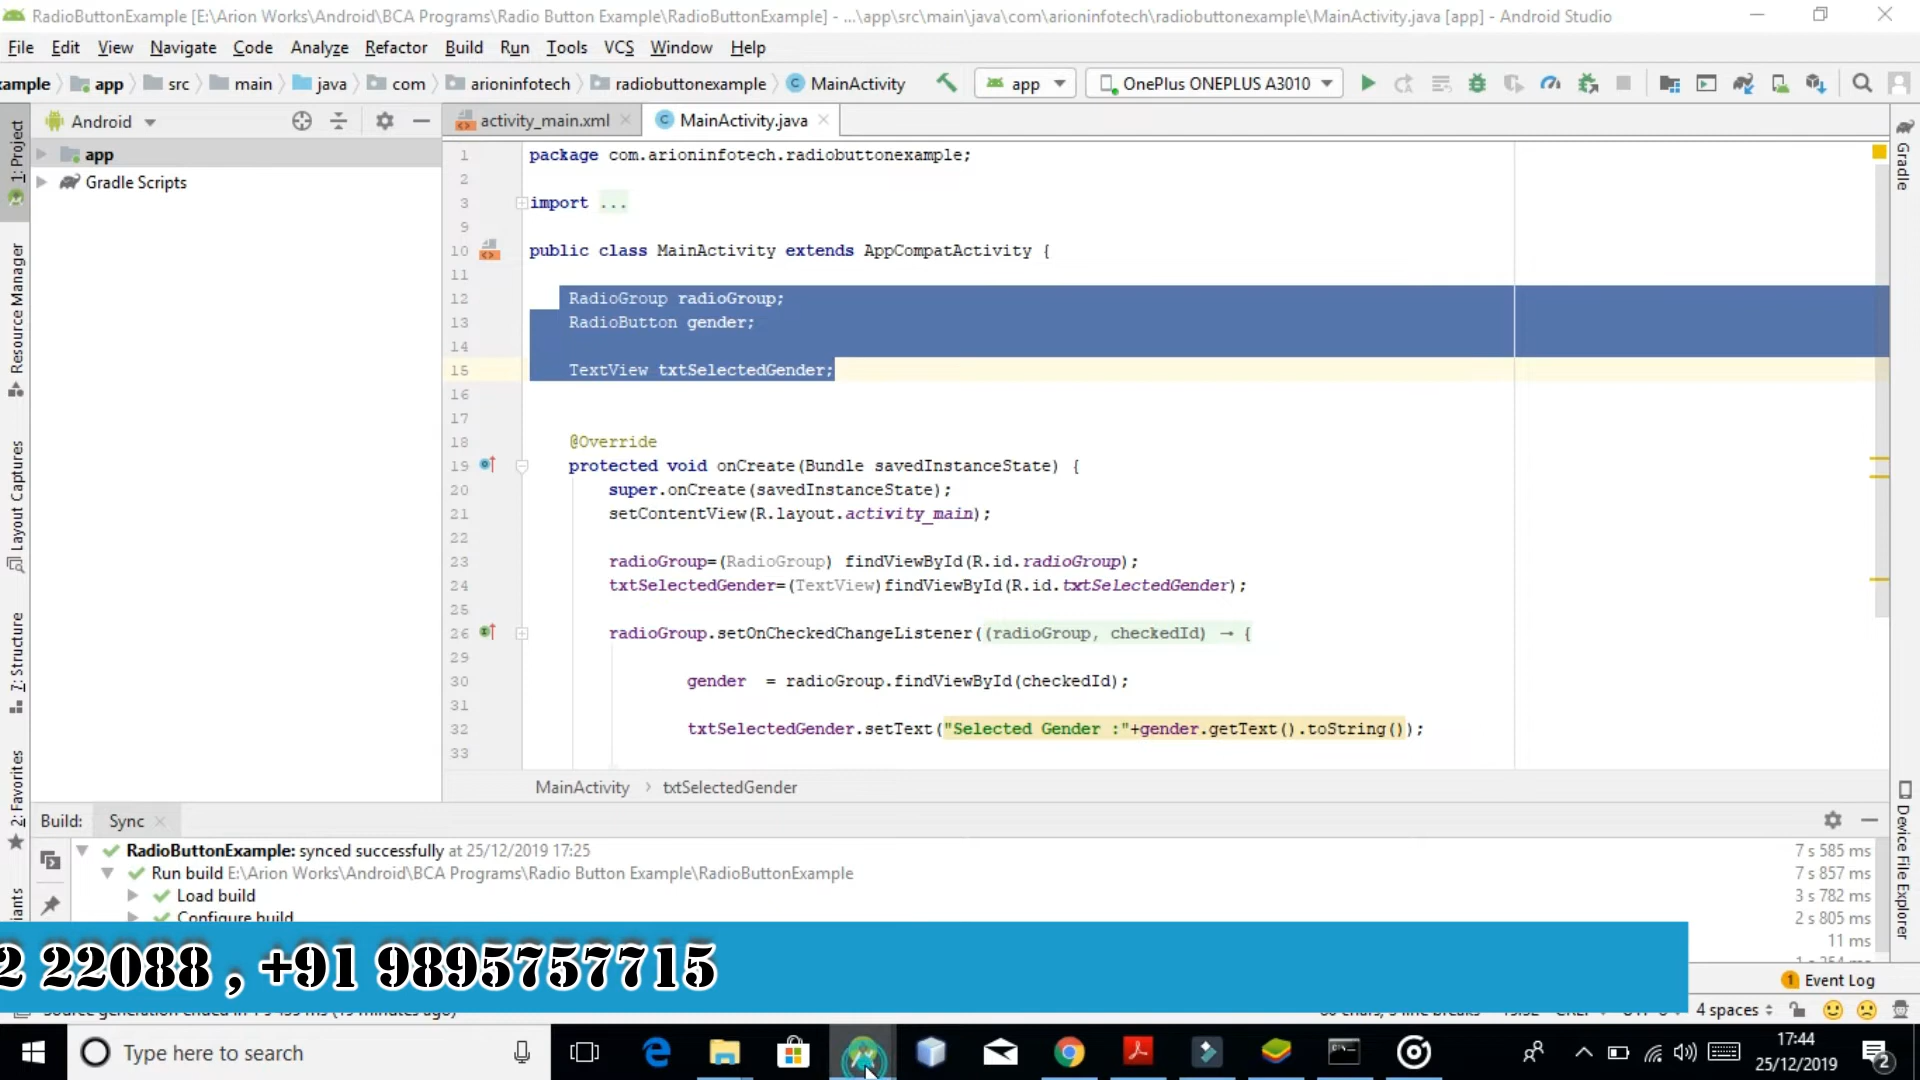 RadioButtonExample [E:\Arion Works\Android\BCA Programs\Radio Button Example\RadioButtonExample] - ...\app\src\main\java\com\arioninfotech\radiobuttonexample\MainActivity.java [app] - Android Studio
File Edit View Navigate Code Analyze Refactor Build Run Tools VCS Window Help
xample app src main java com arioninfotech radiobuttonexample MainActivity app OnePlus ONEPLUS A3010
Android
activity_main.xml MainActivity.java
app
Gradle Scripts
1: Project
Resource Manager
Layout Captures
7: Structure
2: Favorites
Gradle
Device File Explorer
1 package com.arioninfotech.radiobuttonexample;
2
3 import ...
9
10 public class MainActivity extends AppCompatActivity {
11
12 RadioGroup radioGroup;
13 RadioButton gender;
14
15 TextView txtSelectedGender;
16
17
18 @Override
19 protected void onCreate(Bundle savedInstanceState) {
20 super.onCreate(savedInstanceState);
21 setContentView(R.layout.activity_main);
22
23 radioGroup=(RadioGroup) findViewById(R.id.radioGroup);
24 txtSelectedGender=(TextView)findViewById(R.id.txtSelectedGender);
25
26 radioGroup.setOnCheckedChangeListener((radioGroup, checkedId) → {
29
30 gender = radioGroup.findViewById(checkedId);
31
32 txtSelectedGender.setText("Selected Gender :"+gender.getText().toString());
33
MainActivity › txtSelectedGender
Build: Sync
RadioButtonExample: synced successfully at 25/12/2019 17:25 7 s 585 ms
Run build E:\Arion Works\Android\BCA Programs\Radio Button Example\RadioButtonExample 7 s 857 ms
Load build 3 s 782 ms
Configure build 2 s 805 ms
11 ms
2 22088 , +91 9895757715
1 Event Log
4 spaces
Type here to search
17:44
25/12/2019
2